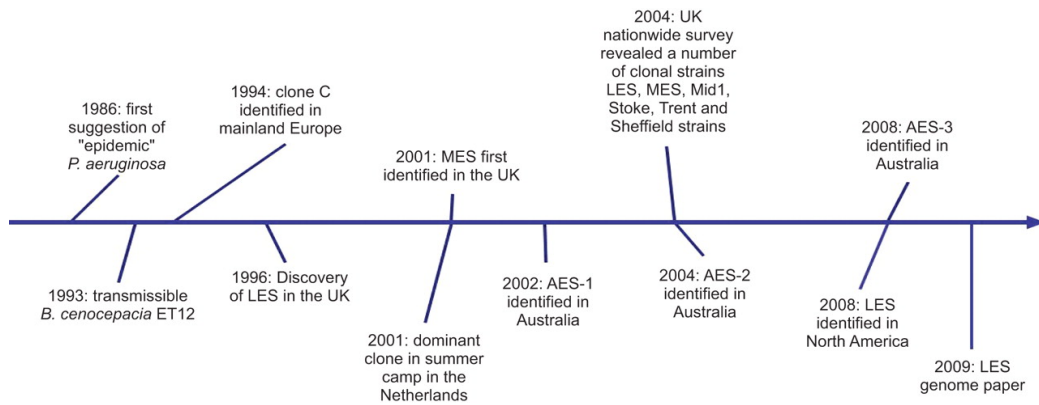 1986: first
suggestion of
"epidemic"
P. aeruginosa
1993: transmissible
B. cenocepacia ET12
1994: clone C
identified in
mainland Europe
1996: Discovery
of LES in the UK
2001: MES first
identified in the UK
2001: dominant
clone in summer
camp in the
Netherlands
2002: AES-1
identified in
Australia
2004: UK
nationwide survey
revealed a number
of clonal strains
LES, MES, Mid1,
Stoke, Trent and
Sheffield strains
2004: AES-2
identified in
Australia
2008: AES-3
identified in
Australia
2008: LES
identified in
North America
2009: LES
genome paper